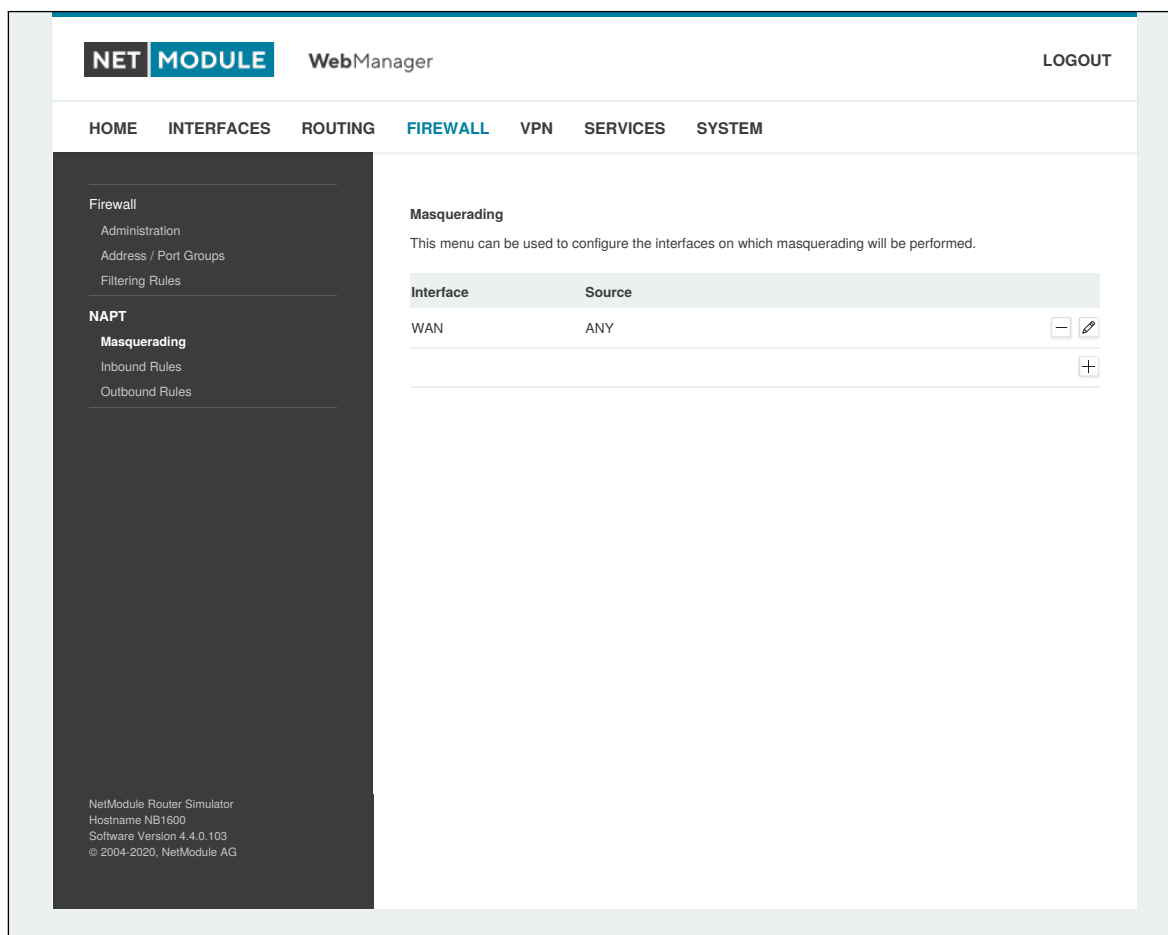 NET MODULE WebManager LOGOUT
HOME INTERFACES ROUTING FIREWALL VPN SERVICES SYSTEM
Firewall
Administration
Address / Port Groups
Filtering Rules
NAPT
Masquerading
Inbound Rules
Outbound Rules
Masquerading
This menu can be used to configure the interfaces on which masquerading will be performed.
Interface Source
WAN ANY
NetModule Router Simulator
Hostname NB1600
Software Version 4.4.0.103
© 2004-2020, NetModule AG